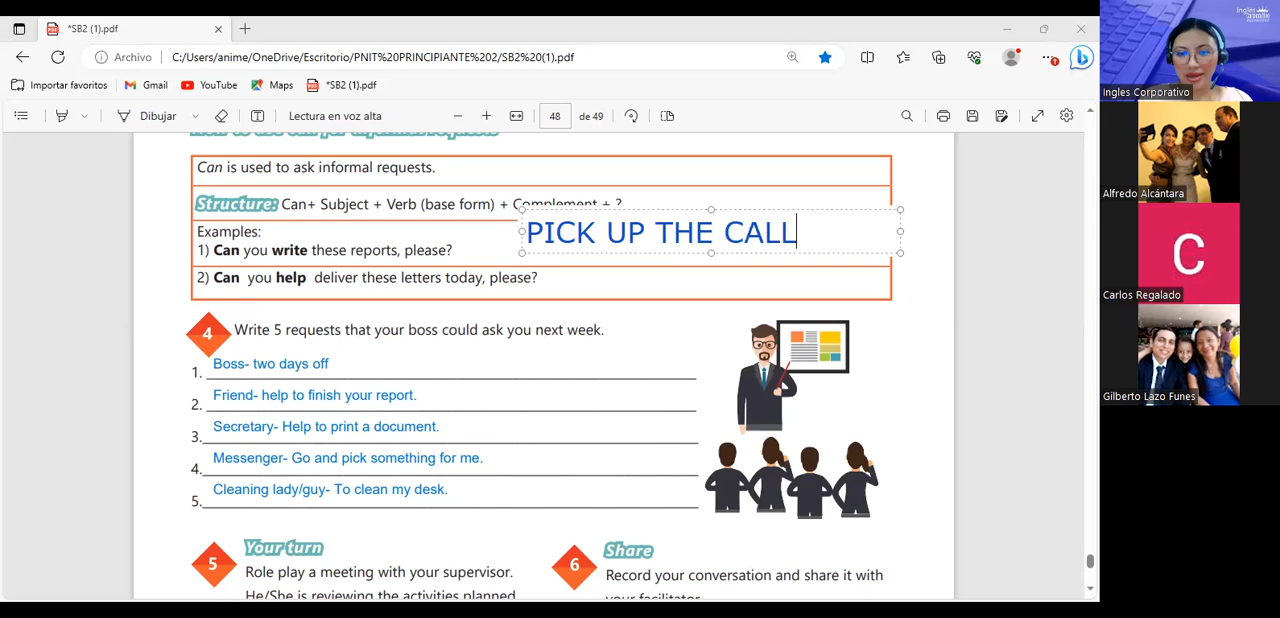 *SB2 (1).pdf
Archivo
C:/Users/anime/OneDrive/Escritorio/PNIT%20PRINCIPIANTE%202/SB2%20(1).pdf
Importar favoritos
Gmail
YouTube
Maps
*SB2 (1).pdf
Dibujar
Lectura en voz alta
48
de 49
Can is used to ask informal requests.
Structure: Can+ Subject + Verb (base form) + Complement + ?
Examples:
PICK UP THE CALL
1) Can you write these reports, please?
2) Can you help deliver these letters today, please?
4
Write 5 requests that your boss could ask you next week.
1. Boss- two days off
2. Friend- help to finish your report.
3. Secretary- Help to print a document.
4. Messenger- Go and pick something for me.
5. Cleaning lady/guy- To clean my desk.
5
Your turn
Role play a meeting with your supervisor.
He/She is reviewing the activities planned
6
Share
Record your conversation and share it with
your facilitator
Ingles Corporativo
Alfredo Alcántara
C
Carlos Regalado
Gilberto Lazo Funes